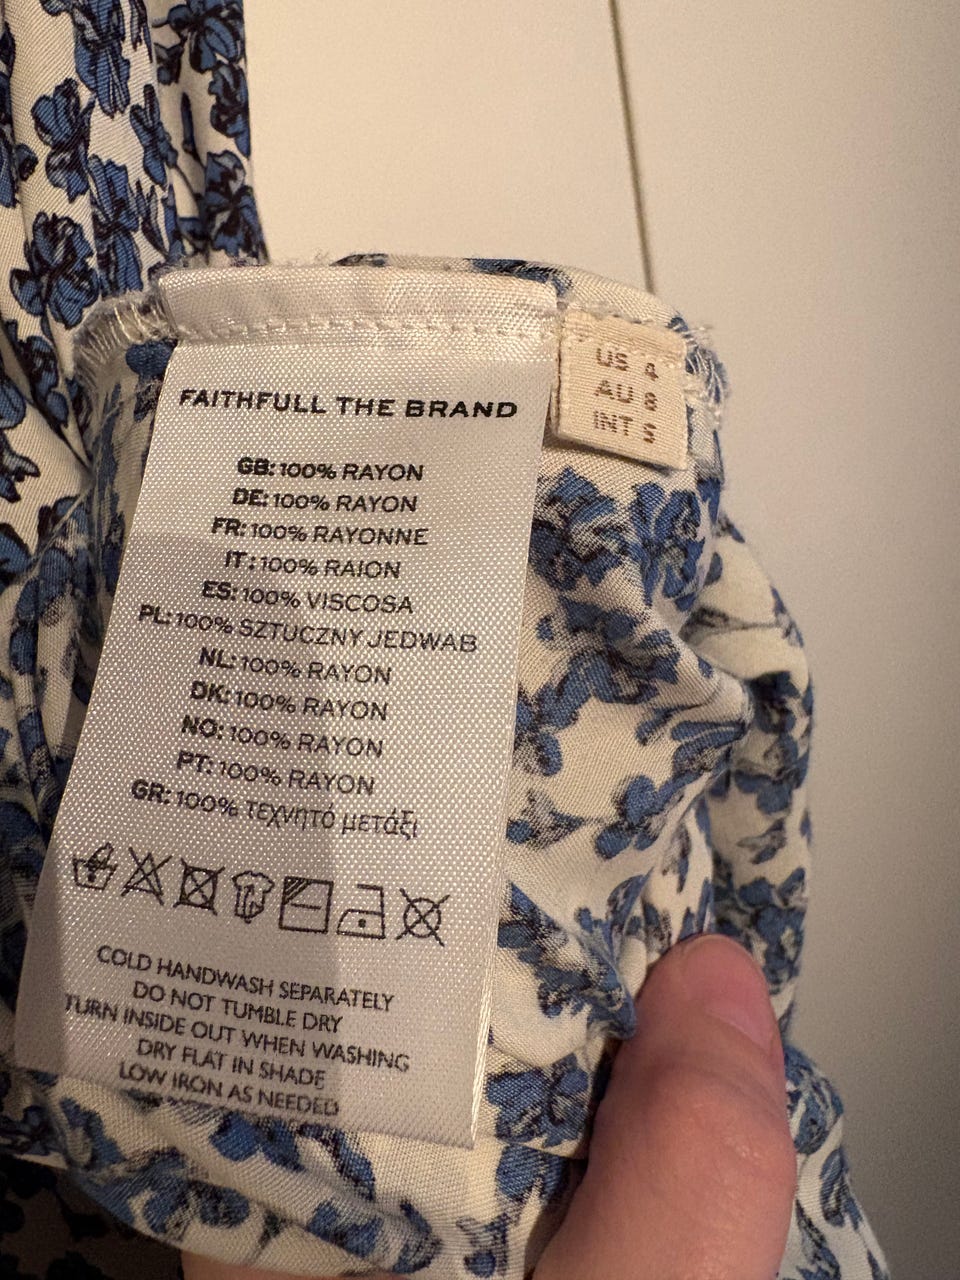 FAITHFULL THE BRAND
GB: 100% RAYON
DE: 100% RAYON
FR: 100% RAYONNE
IT: 100% RAION
ES: 100% VISCOSA
PL: 100% SZTUCZNY JEDWAB
NL: 100% RAYON
DK: 100% RAYON
NO: 100% RAYON
PT: 100% RAYON
GR: 100% τεχνητό μετάξι
COLD HANDWASH SEPARATELY
DO NOT TUMBLE DRY
TURN INSIDE OUT WHEN WASHING
DRY FLAT IN SHADE
LOW IRON AS NEEDED
US 4
AU 8
INT S